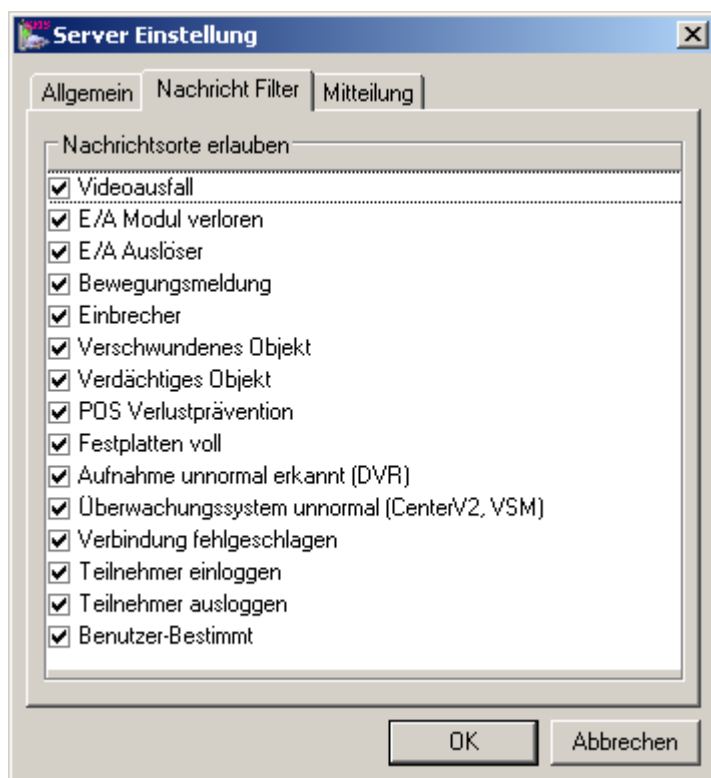 SMS
Server Einstellung
Allgemein
Nachricht Filter
Mitteilung
Nachrichtsorte erlauben
Videoausfall
E/A Modul verloren
E/A Auslöser
Bewegungsmeldung
Einbrecher
Verschwundenes Objekt
Verdächtiges Objekt
POS Verlustprävention
Festplatten voll
Aufnahme unnormal erkannt (DVR)
Überwachungssystem unnormal (CenterV2, VSM)
Verbindung fehlgeschlagen
Teilnehmer einloggen
Teilnehmer ausloggen
Benutzer-Bestimmt
OK
Abbrechen